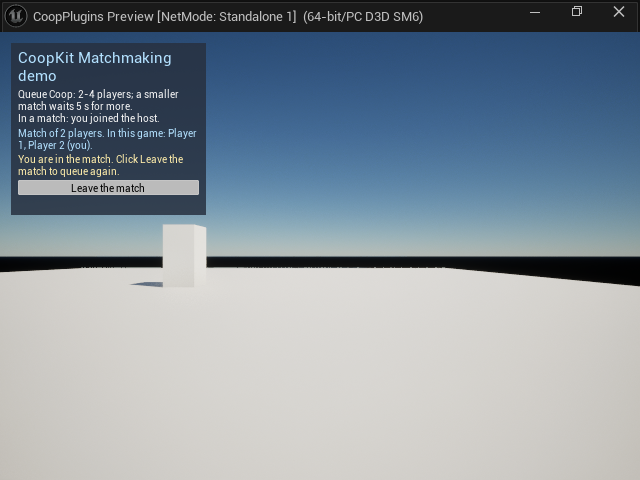 CoopPlugins Preview [NetMode: Standalone 1]  (64-bit/PC D3D SM6)
CoopKit Matchmaking
demo
Queue Coop: 2-4 players; a smaller
match waits 5 s for more.
In a match: you joined the host.
Match of 2 players. In this game: Player
1, Player 2 (you).
You are in the match. Click Leave the
match to queue again.
Leave the match